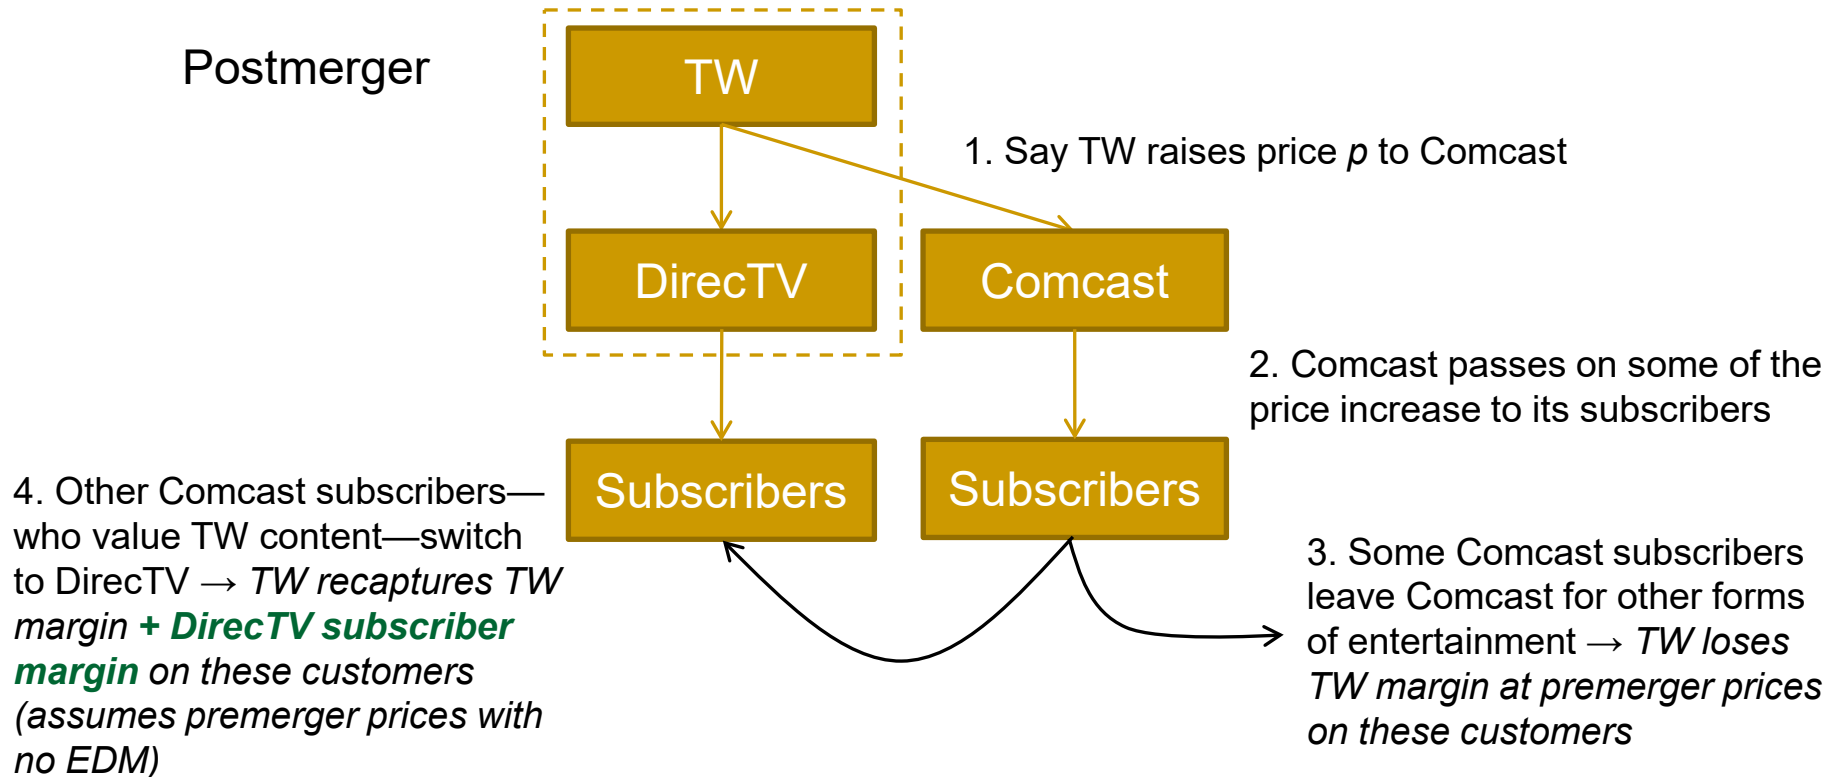 Postmerger
TW
1. Say TW raises price p to Comcast
DirecTV
Comcast
2. Comcast passes on some of the
price increase to its subscribers
Subscribers
Subscribers
4. Other Comcast subscribers—
who value TW content—switch
to DirecTV → TW recaptures TW
margin + DirecTV subscriber
margin on these customers
(assumes premerger prices with
no EDM)
3. Some Comcast subscribers
leave Comcast for other forms
of entertainment → TW loses
TW margin at premerger prices
on these customers